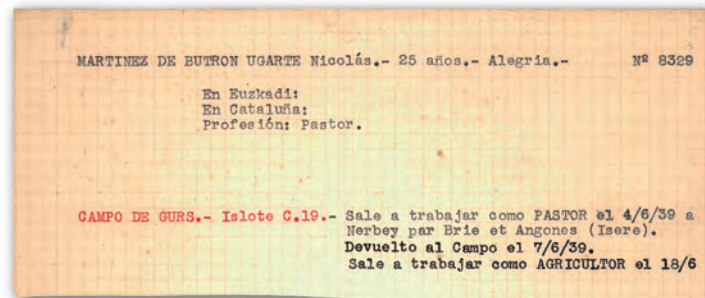 MARTINEZ DE BUTRON UGARTE Nicolás.- 25 años.- Alegria.- Nº 8329
En Euzkadi:
En Cataluña:
Profesión: Pastor.
CAMPO DE GURS.- Islote C.19.- Sale a trabajar como PASTOR el 4/6/39 a
Nerbey par Brie et Angones (Isere).
Devuelto al Campo el 7/6/39.
Sale a trabajar como AGRICULTOR el 18/6